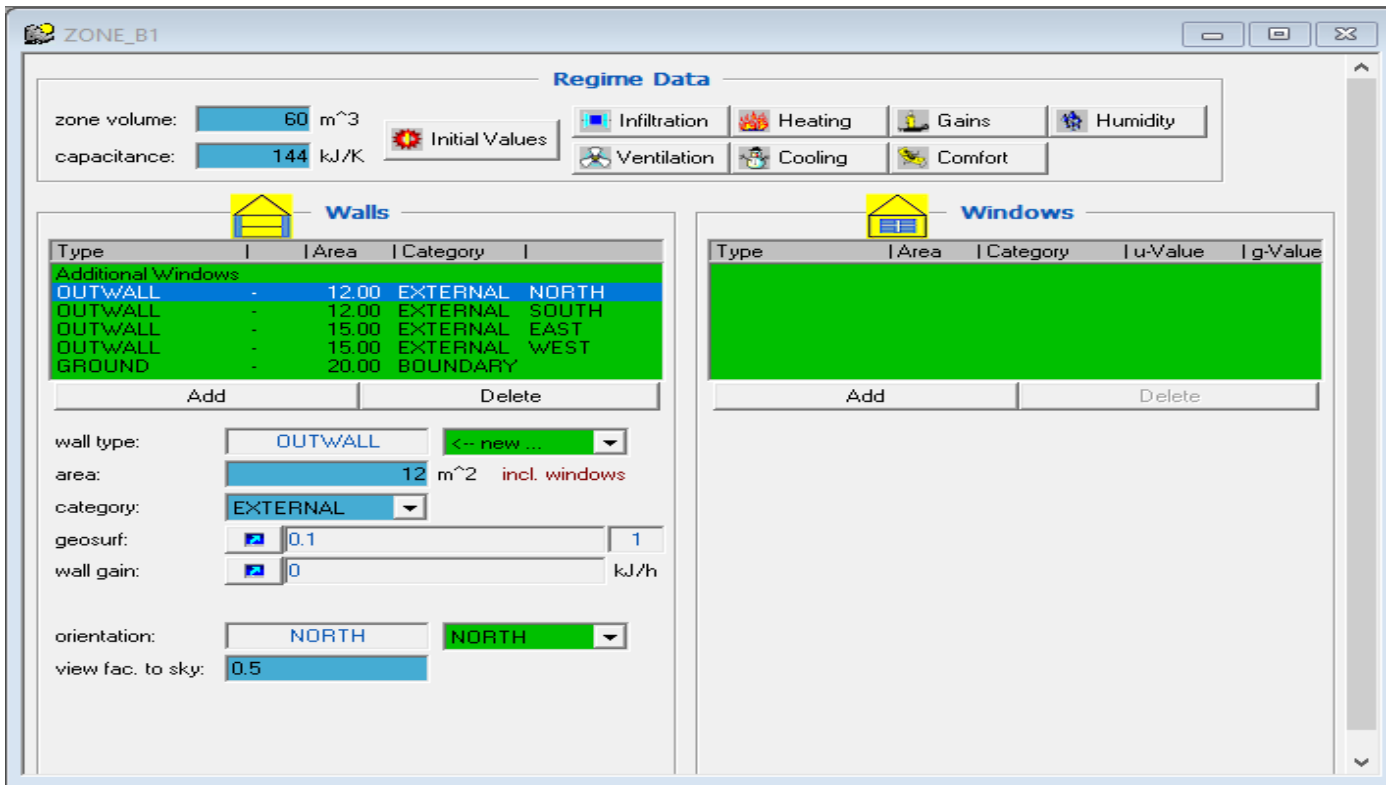 ZONE_B1
Regime Data
zone volume: 60 m^3
capacitance: 144 kJ/K
Initial Values
Infiltration Heating Gains Humidity
Ventilation Cooling Comfort
Walls
Type | | Area | Category |
Additional Windows
OUTWALL - 12.00 EXTERNAL NORTH
OUTWALL - 12.00 EXTERNAL SOUTH
OUTWALL - 15.00 EXTERNAL EAST
OUTWALL - 15.00 EXTERNAL WEST
GROUND - 20.00 BOUNDARY
Add Delete
wall type: OUTWALL <-- new ...
area: 12 m^2 incl. windows
category: EXTERNAL
geosurf: 0.1 1
wall gain: 0 kJ/h
orientation: NORTH NORTH
view fac. to sky: 0.5
Windows
Type | Area | Category | u-Value | g-Value
Add Delete